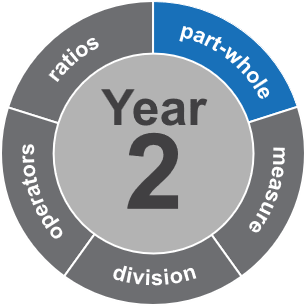 part-whole
measure
division
operators
ratios
Year
2